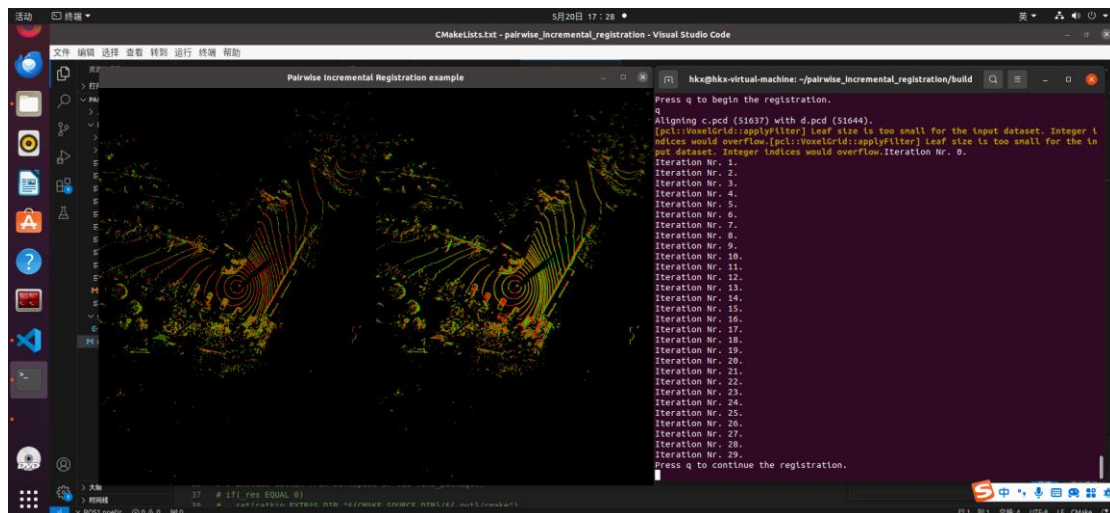 活动 终端 5月20日 17：28 英
CMakeLists.txt - pairwise_incremental_registration - Visual Studio Code
文件 编辑 选择 查看 转到 运行 终端 帮助
Pairwise Incremental Registration example
hkx@hkx-virtual-machine: ~/pairwise_incremental_registration/build
Press q to begin the registration.
q
Aligning c.pcd (51637) with d.pcd (51644).
[pcl::VoxelGrid::applyFilter] Leaf size is too small for the input dataset. Integer i
ndices would overflow.[pcl::VoxelGrid::applyFilter] Leaf size is too small for the in
put dataset. Integer indices would overflow.Iteration Nr. 0.
Iteration Nr. 1.
Iteration Nr. 2.
Iteration Nr. 3.
Iteration Nr. 4.
Iteration Nr. 5.
Iteration Nr. 6.
Iteration Nr. 7.
Iteration Nr. 8.
Iteration Nr. 9.
Iteration Nr. 10.
Iteration Nr. 11.
Iteration Nr. 12.
Iteration Nr. 13.
Iteration Nr. 14.
Iteration Nr. 15.
Iteration Nr. 16.
Iteration Nr. 17.
Iteration Nr. 18.
Iteration Nr. 19.
Iteration Nr. 20.
Iteration Nr. 21.
Iteration Nr. 22.
Iteration Nr. 23.
Iteration Nr. 24.
Iteration Nr. 25.
Iteration Nr. 26.
Iteration Nr. 27.
Iteration Nr. 28.
Iteration Nr. 29.
Press q to continue the registration.
大纲
时间线
37 # if(_res EQUAL 0)
中